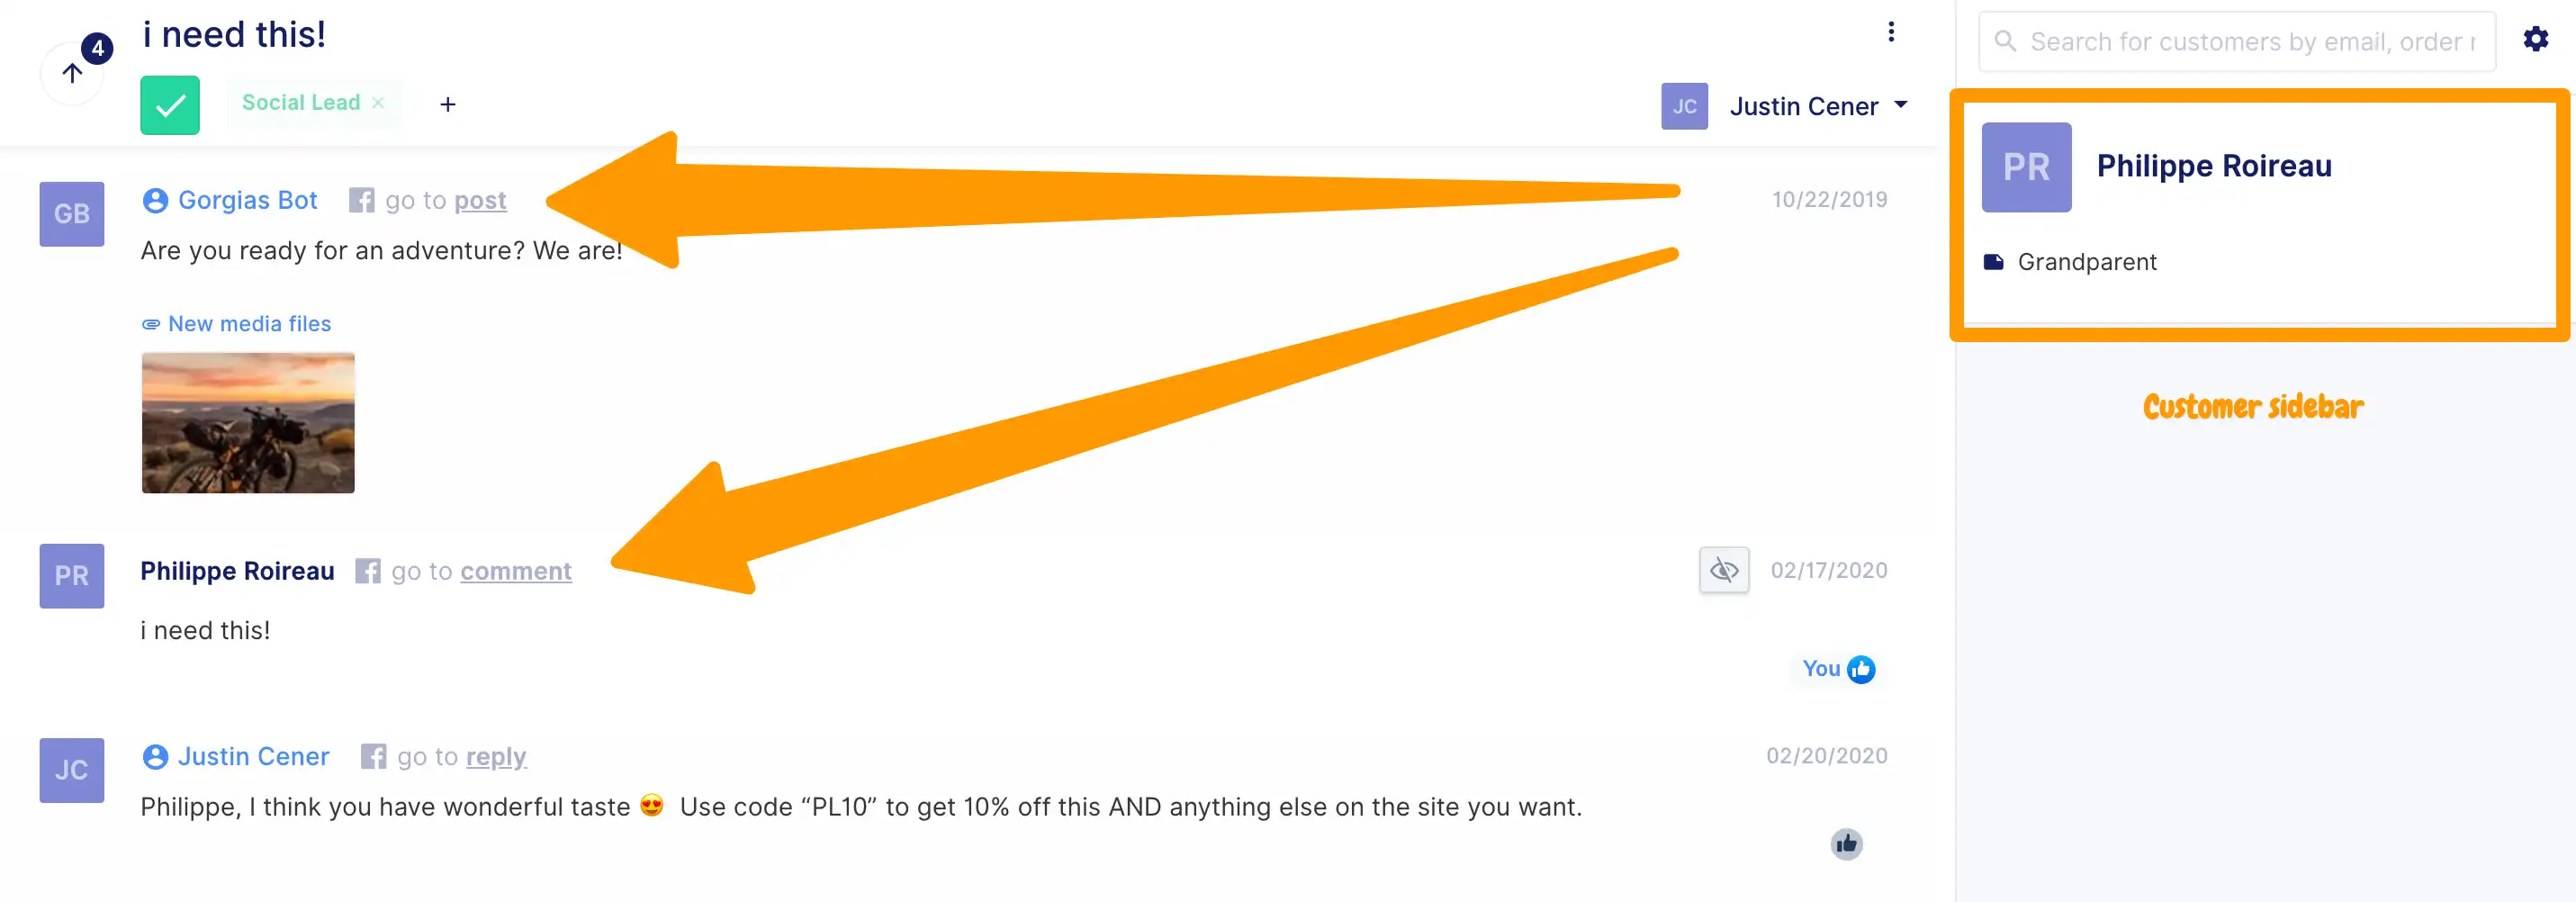 i need this!
4
Social Lead
JC Justin Cener
Search for customers by email, order
PR Philippe Roireau
Grandparent
Customer sidebar
GB Gorgias Bot go to post 10/22/2019
Are you ready for an adventure? We are!
New media files
PR Philippe Roireau go to comment 02/17/2020
i need this!
You
JC Justin Cener go to reply 02/20/2020
Philippe, I think you have wonderful taste 😍 Use code “PL10” to get 10% off this AND anything else on the site you want.